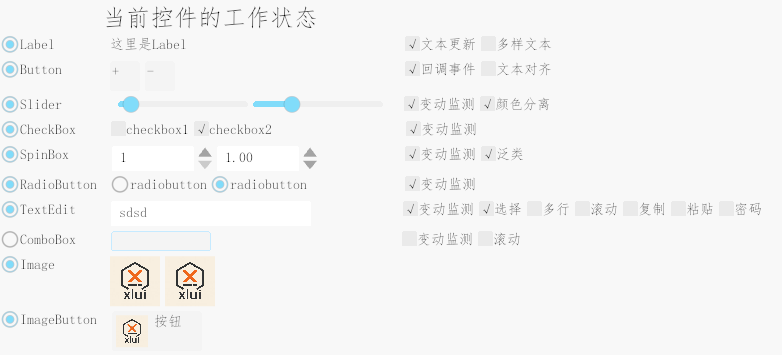 当前控件的工作状态
Label 这里是Label √ 文本更新 多样文本
Button + - √ 回调事件 文本对齐
Slider √ 变动监测 √ 颜色分离
CheckBox checkbox1 √ checkbox2 √ 变动监测
SpinBox 1 1.00 √ 变动监测 √ 泛类
RadioButton radiobutton radiobutton √ 变动监测
TextEdit sdsd √ 变动监测 √ 选择 多行 滚动 复制 粘贴 密码
ComboBox 变动监测 滚动
Image xlui xlui
ImageButton xlui 按钮